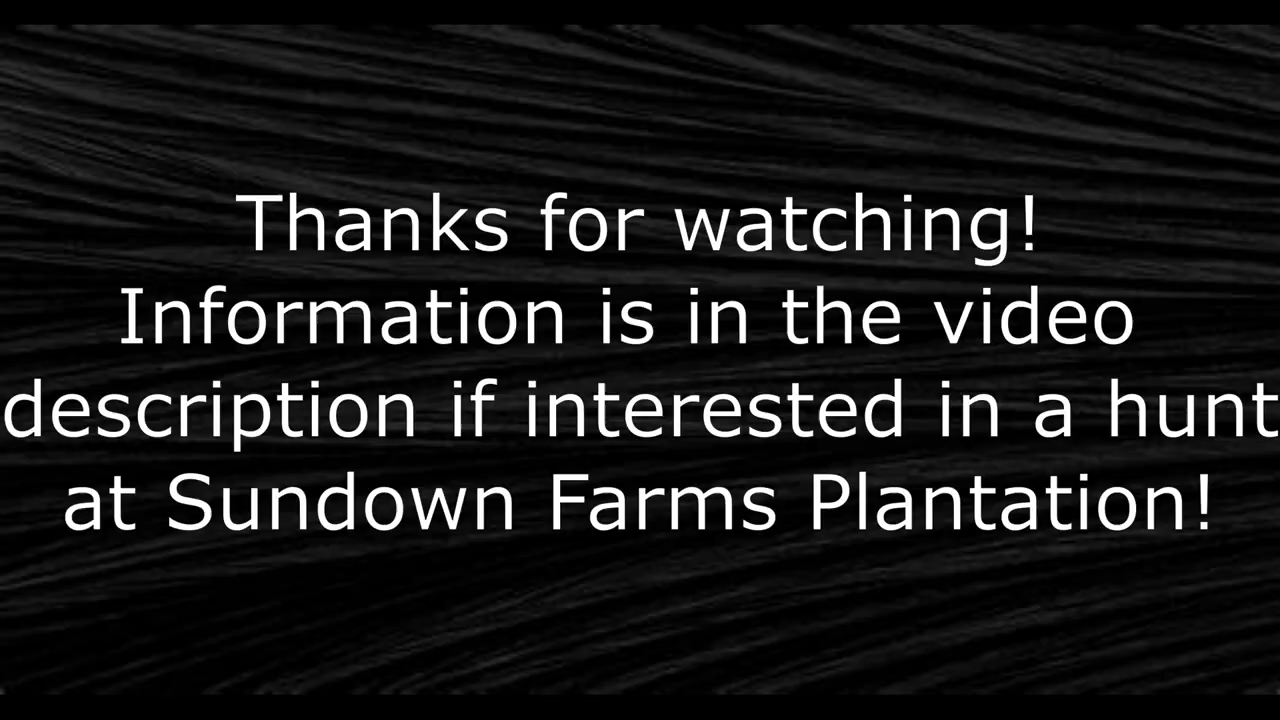 Thanks for watching!
Information is in the video
description if interested in a hunt
at Sundown Farms Plantation!